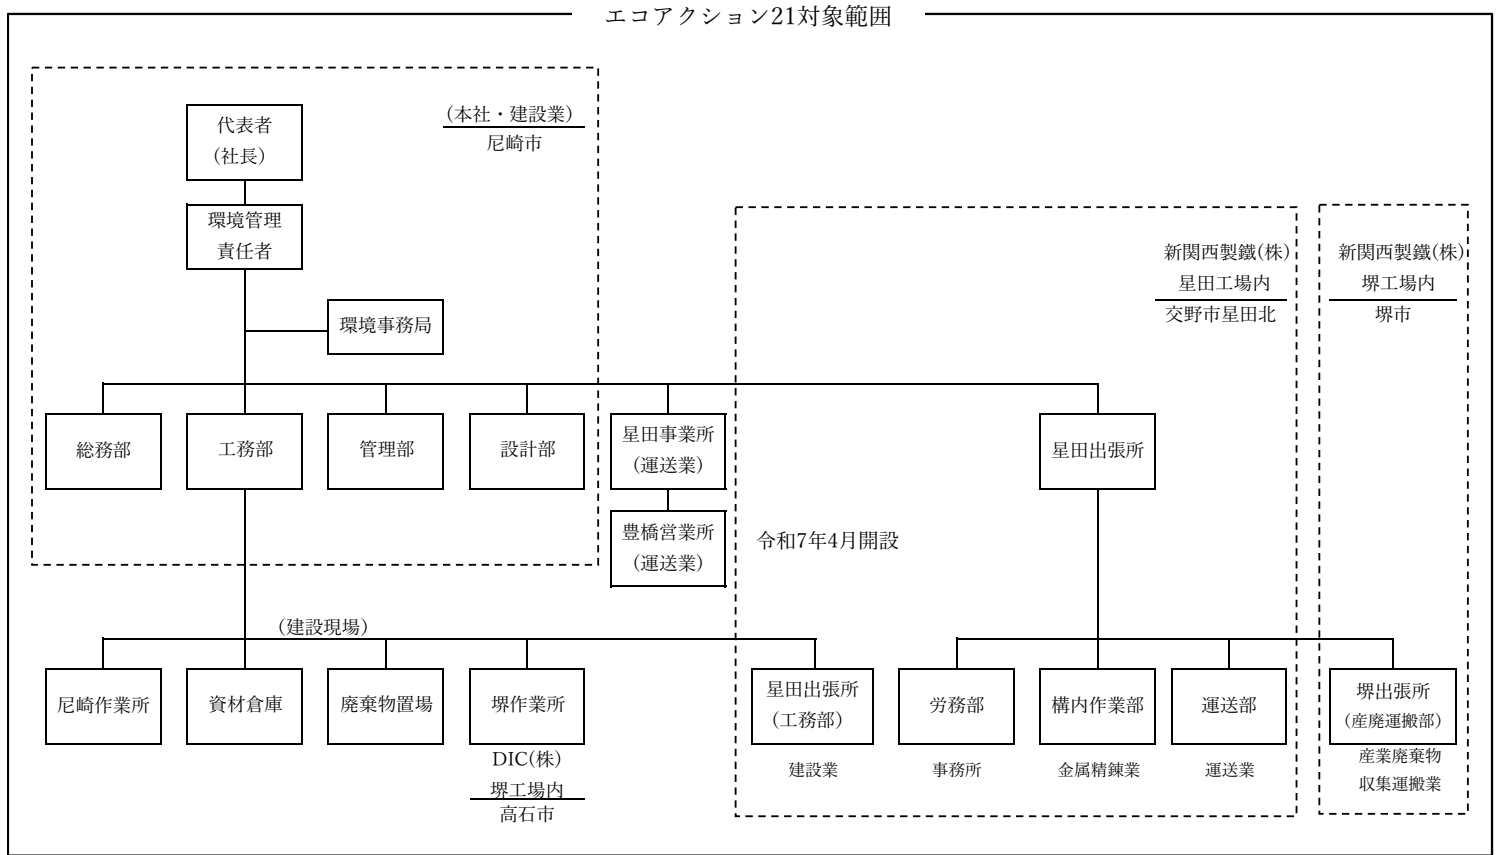 エコアクション21対象範囲
(本社・建設業)
尼崎市
代表者
(社長)
環境管理
責任者
環境事務局
新関西製鐵(株)
星田工場内
交野市星田北
新関西製鐵(株)
堺工場内
堺市
総務部
工務部
管理部
設計部
星田事業所
(運送業)
星田出張所
豊橋営業所
(運送業)
令和7年4月開設
(建設現場)
尼崎作業所
資材倉庫
廃棄物置場
堺作業所
DIC(株)
堺工場内
高石市
星田出張所
(工務部)
建設業
労務部
事務所
構内作業部
金属精錬業
運送部
運送業
堺出張所
(産廃運搬部)
産業廃棄物
収集運搬業